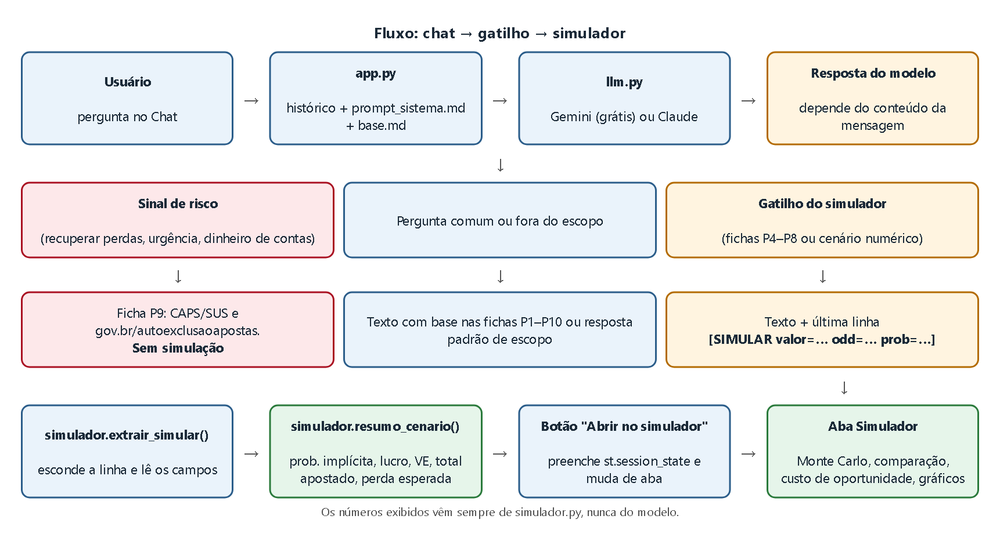 Fluxo: chat → gatilho → simulador
Usuário
pergunta no Chat
→
app.py
histórico + prompt_sistema.md
+ base.md
→
llm.py
Gemini (grátis) ou Claude
→
Resposta do modelo
depende do conteúdo da
mensagem
↓
Sinal de risco
(recuperar perdas, urgência, dinheiro de contas)
Pergunta comum ou fora do escopo
Gatilho do simulador
(fichas P4–P8 ou cenário numérico)
↓
↓
↓
Ficha P9: CAPS/SUS e
gov.br/autoexclusaoapostas.
Sem simulação
Texto com base nas fichas P1–P10 ou resposta
padrão de escopo
Texto + última linha
[SIMULAR valor=... odd=... prob=...]
↓
simulador.extrair_simular()
esconde a linha e lê os campos
→
simulador.resumo_cenario()
prob. implícita, lucro, VE, total
apostado, perda esperada
→
Botão "Abrir no simulador"
preenche st.session_state e
muda de aba
→
Aba Simulador
Monte Carlo, comparação,
custo de oportunidade, gráficos
Os números exibidos vêm sempre de simulador.py, nunca do modelo.